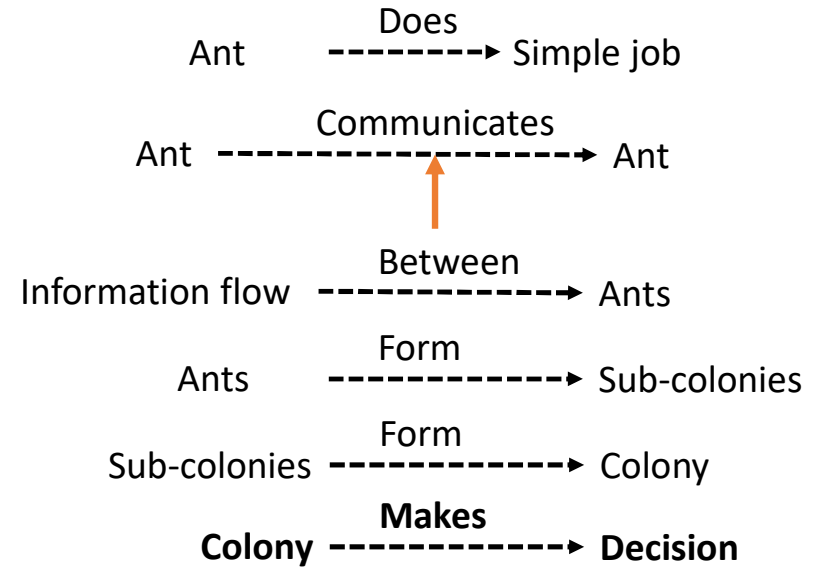 Does
Ant Simple job
Communicates
Ant Ant
Between
Information flow Ants
Form
Ants Sub-colonies
Form
Sub-colonies Colony
Makes
Colony Decision